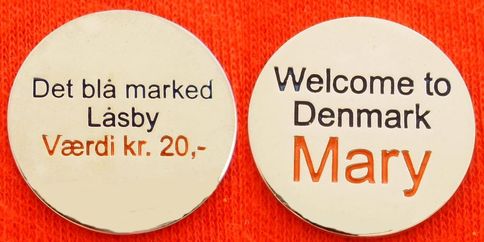 Det blå marked
Låsby
Værdi kr. 20,-
Welcome to
Denmark
Mary